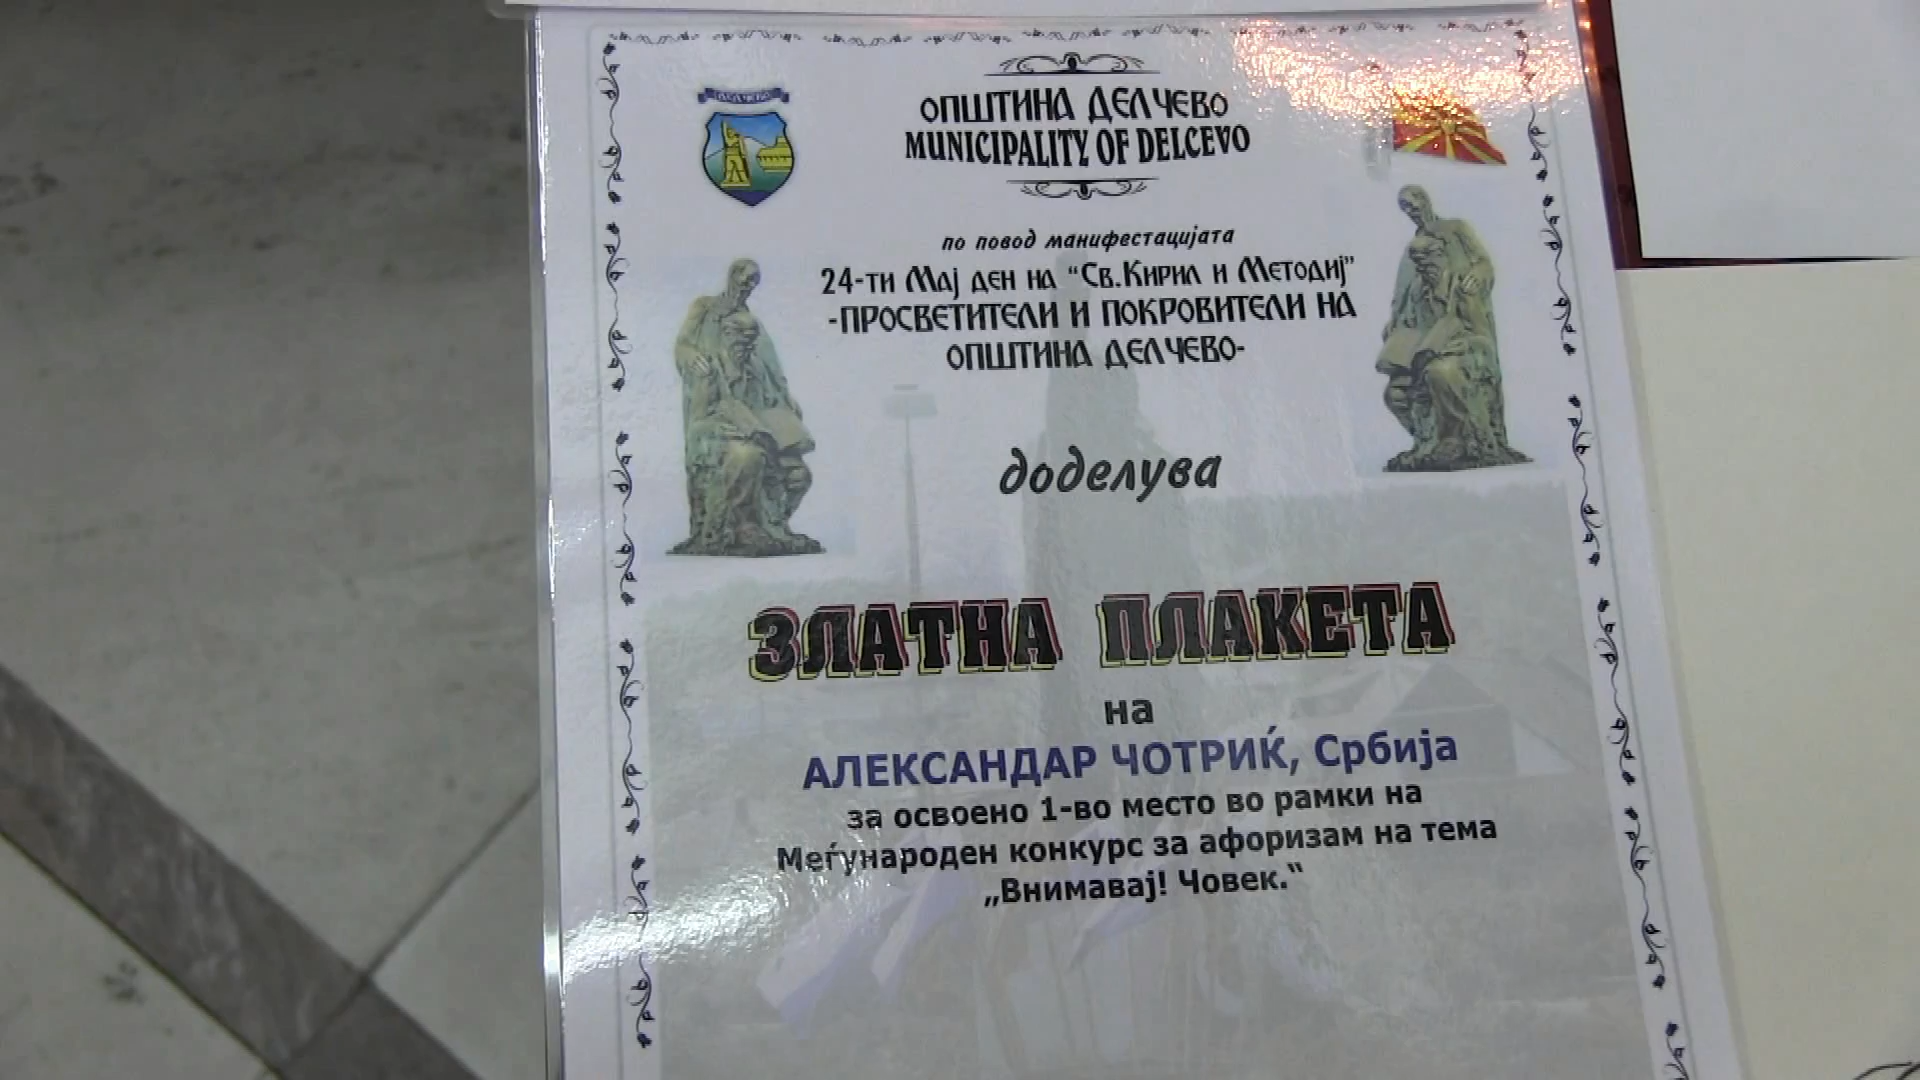 ДЕЛЧЕВО
ОПШТИНА ДЕЛЧЕВО
MUNICIPALITY OF DELCEVO
по повод манифестацијата
24-ти Мај ден на “Св.Кирил и Методиј”
-ПРОСВЕТИТЕЛИ И ПОКРОВИТЕЛИ НА
ОПШТИНА ДЕЛЧЕВО-
доделува
ЗЛАТНА ПЛАКЕТА
на
АЛЕКСАНДАР ЧОТРИЌ, Србија
за освоено 1-во место во рамки на
Меѓународен конкурс за афоризам на тема
„Внимавај! Човек.“